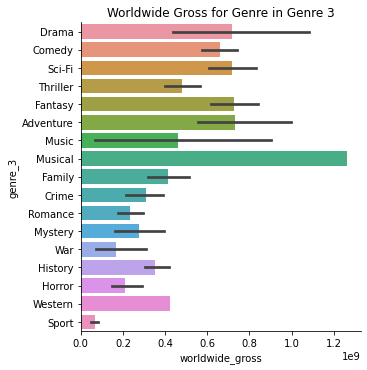 Worldwide Gross for Genre in Genre 3
Drama
Comedy
Sci-Fi
Thriller
Fantasy
Adventure
Music
Musical
Family
Crime
Romance
Mystery
War
History
Horror
Western
Sport
genre_3
0.0 0.2 0.4 0.6 0.8 1.0 1.2
1e9
worldwide_gross